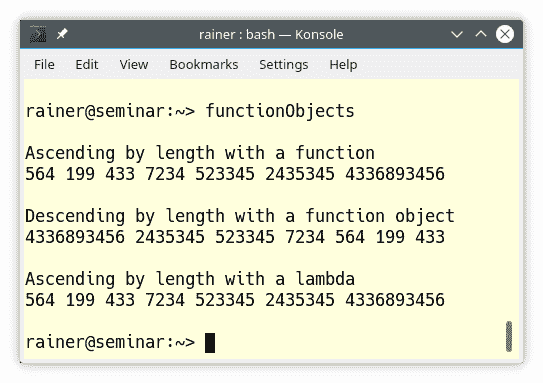 rainer : bash — Konsole
File Edit View Bookmarks Settings Help
rainer@seminar:~> functionObjects
Ascending by length with a function
564 199 433 7234 523345 2435345 4336893456
Descending by length with a function object
4336893456 2435345 523345 7234 564 199 433
Ascending by length with a lambda
564 199 433 7234 523345 2435345 4336893456
rainer@seminar:~>